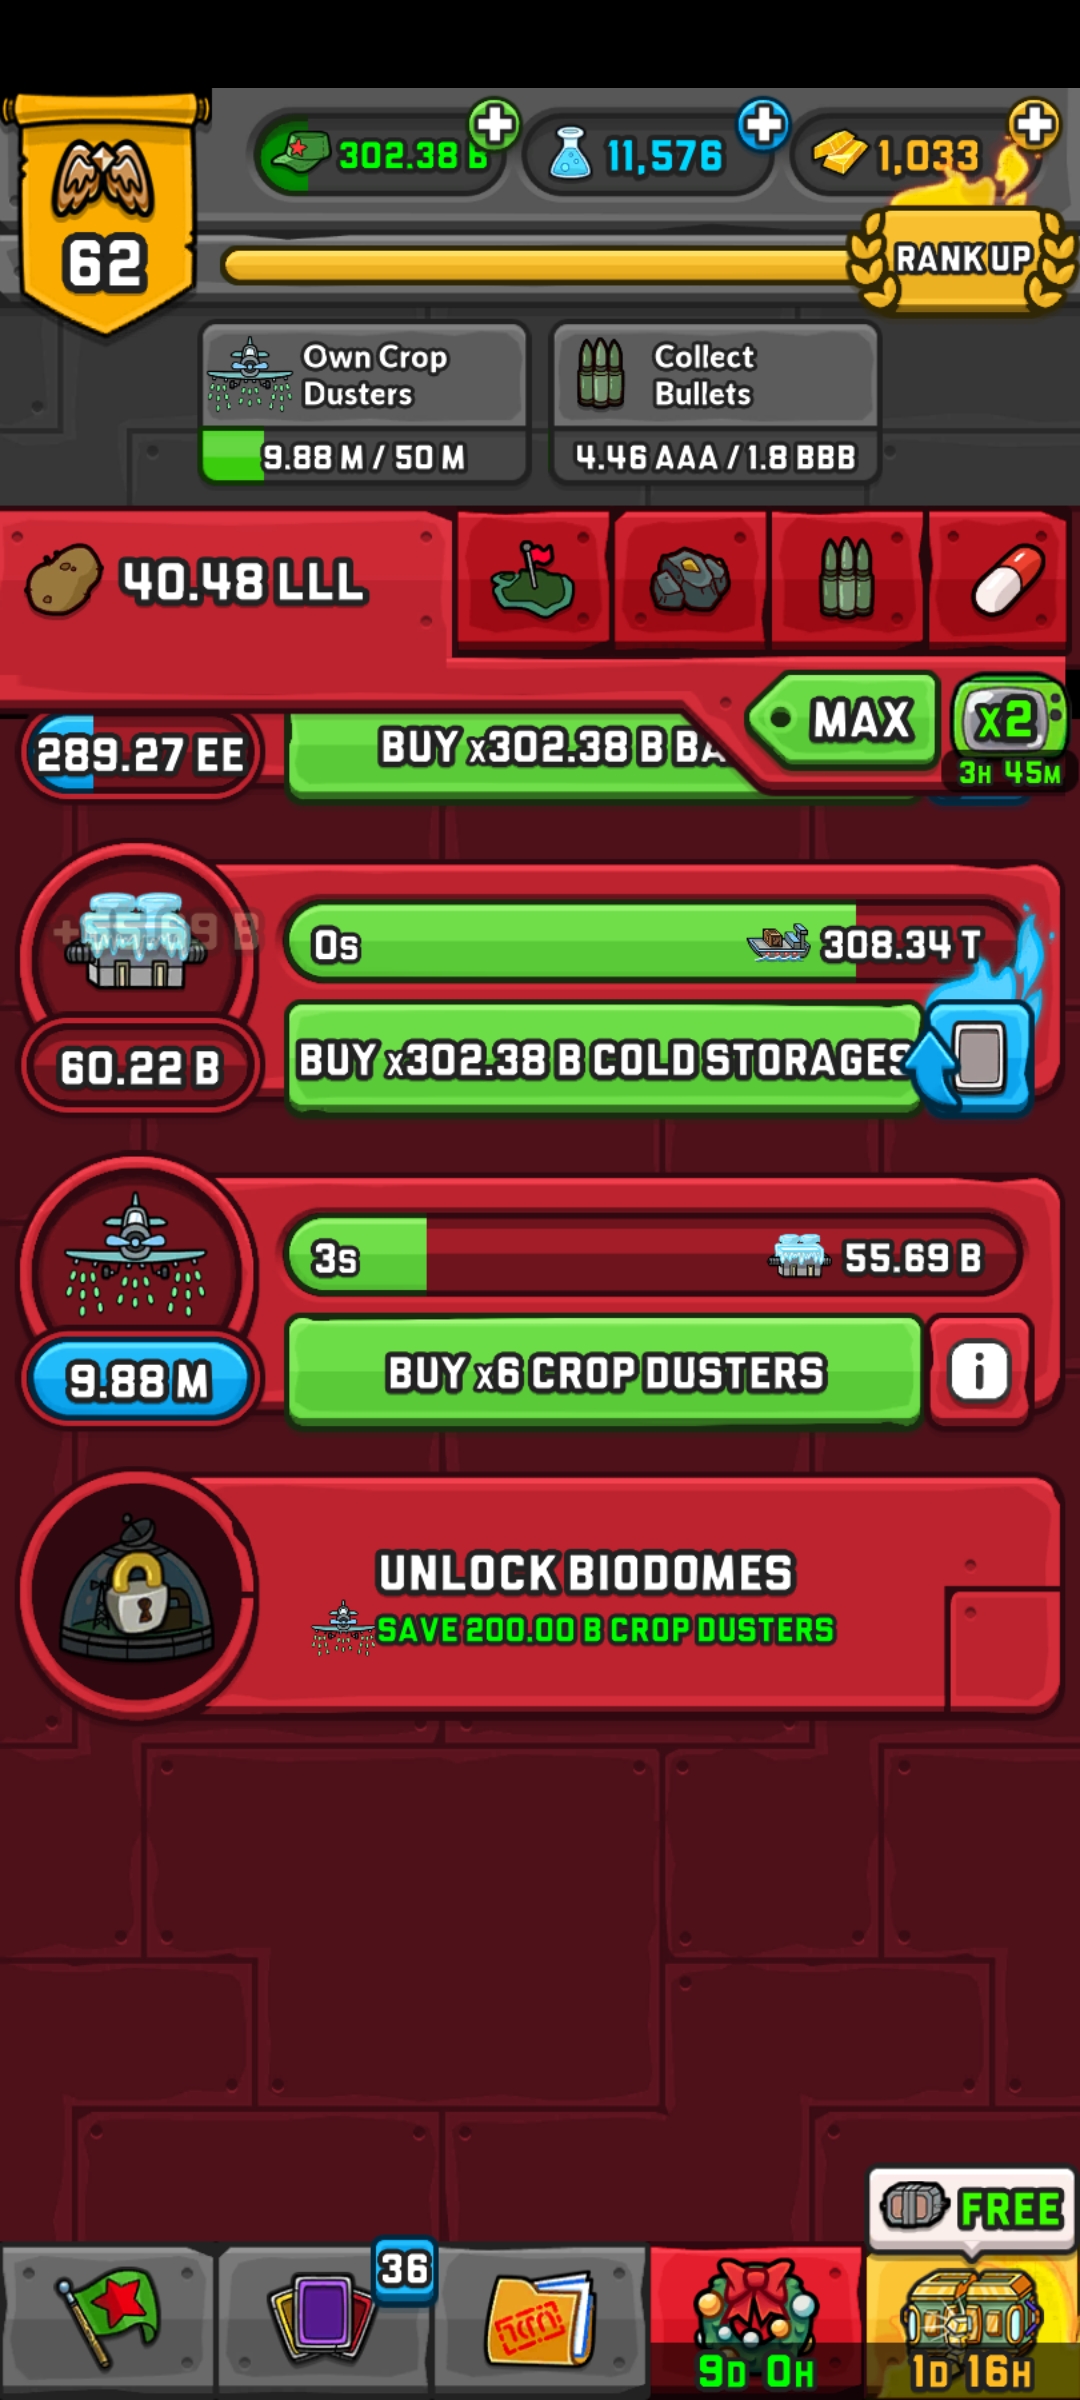 302.38 B
11,576
1,033
62
RANK UP
Own Crop
Dusters
9.88 M / 50 M
Collect
Bullets
4.46 AAA / 1.8 BBB
40.48 LLL
MAX
x2
3H 45M
289.27 EE
BUY x302.38 B BA
0s
308.34 T
60.22 B
BUY x302.38 B COLD STORAGES
3s
55.69 B
9.88 M
BUY x6 CROP DUSTERS
i
UNLOCK BIODOMES
SAVE 200.00 B CROP DUSTERS
FREE
36
9D 0H
1D 16H